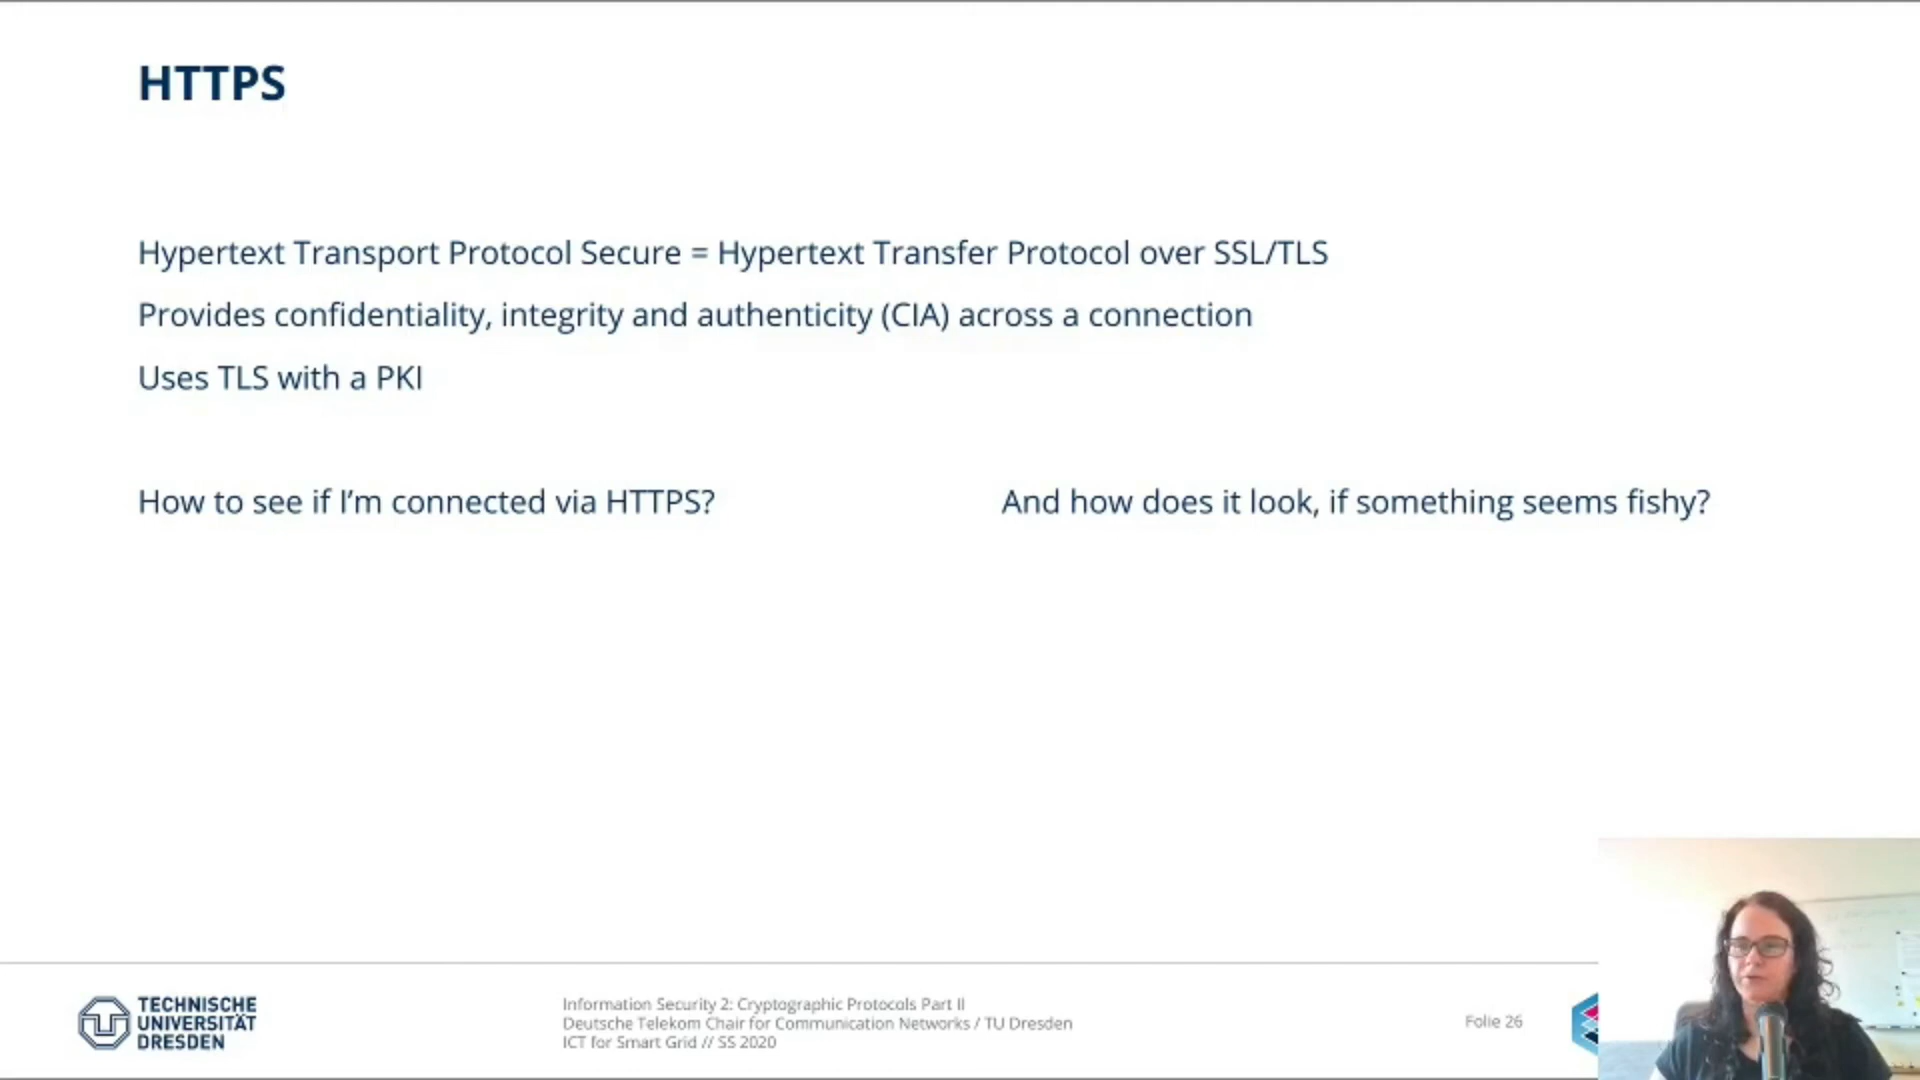 HTTPS
Hypertext Transport Protocol Secure = Hypertext Transfer Protocol over SSL/TLS
Provides confidentiality, integrity and authenticity (CIA) across a connection
Uses TLS with a PKI
How to see if I’m connected via HTTPS?
And how does it look, if something seems fishy?
TECHNISCHE
UNIVERSITÄT
DRESDEN
Information Security 2: Cryptographic Protocols Part II
Deutsche Telekom Chair for Communication Networks / TU Dresden
ICT for Smart Grid // SS 2020
Folie 26